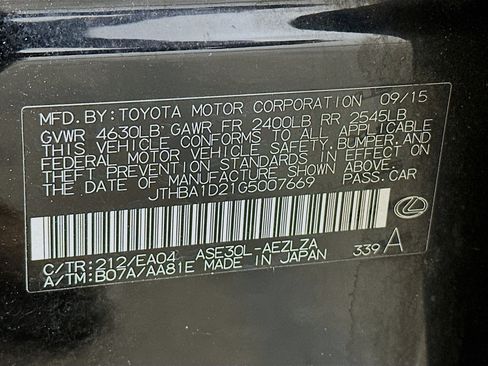 MFD.BY:TOYOTA MOTOR CORPORATION 09/15
GVWR 4630LB GAWR FR 2400LB RR 2545LB
THIS VEHICLE CONFORMS TO ALL APPLICABLE
FEDERAL MOTOR VEHICLE SAFETY,BUMPER,AND
THEFT PREVENTION STANDARDS IN EFFECT ON
THE DATE OF MANUFACTURE SHOWN ABOVE.
JTHBA1D21G5007669 PASS.CAR
C/TR:212/EA04 ASE30L-AEZLZA
A/TM:B07A/AA81E MADE IN JAPAN 339 A